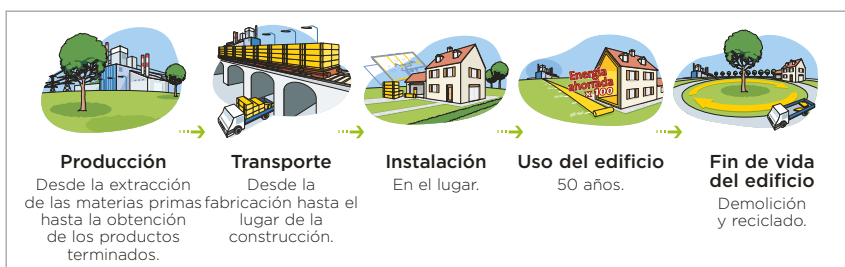 Energía
ahorrada
x 100
Producción
Desde la extracción
de las materias primas
hasta la obtención
de los productos
terminados.
Transporte
Desde la
fabricación hasta el
lugar de la
construcción.
Instalación
En el lugar.
Uso del edificio
50 años.
Fin de vida
del edificio
Demolición
y reciclado.